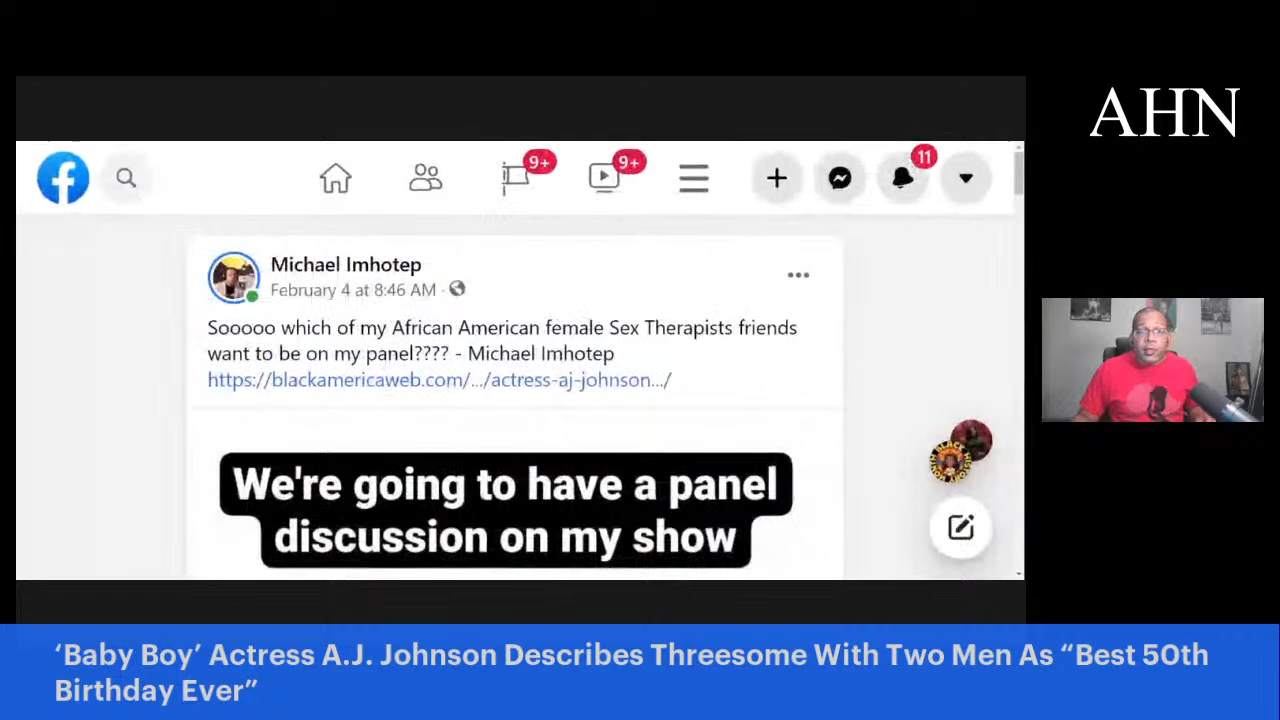 AHN
9+
9+
11
Michael Imhotep
February 4 at 8:46 AM ·
Sooooo which of my African American female Sex Therapists friends
want to be on my panel???? - Michael Imhotep
https://blackamericaweb.com/.../actress-aj-johnson.../
BLACK HISTORY MONTH
We're going to have a panel
discussion on my show
‘Baby Boy’ Actress A.J. Johnson Describes Threesome With Two Men As “Best 50th
Birthday Ever”